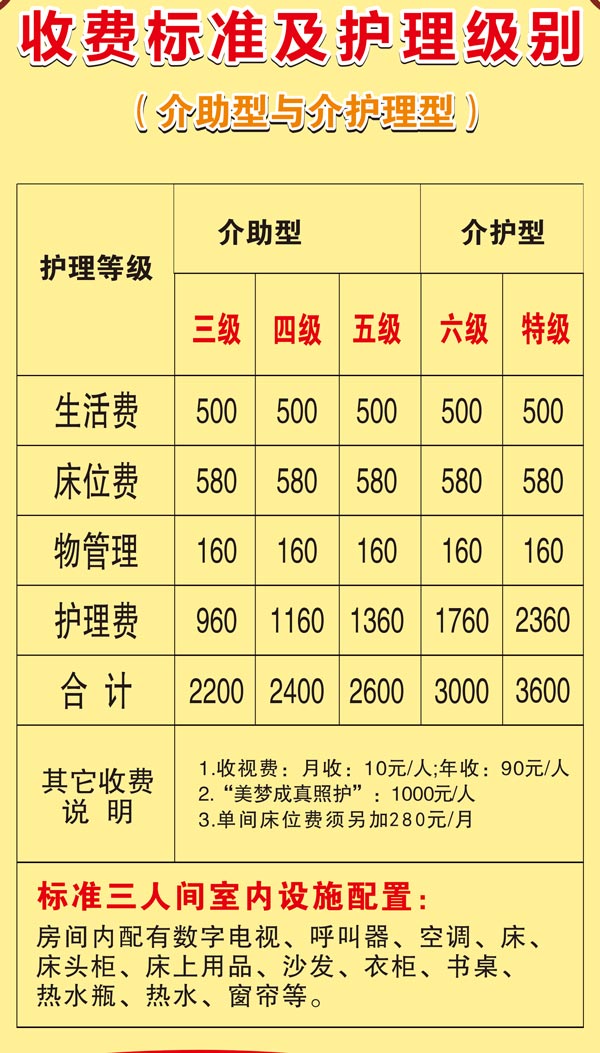 收费标准及护理级别
（介助型与介护理型）
护理等级 介助型 介护型
三级 四级 五级 六级 特级
生活费 500 500 500 500 500
床位费 580 580 580 580 580
物管理 160 160 160 160 160
护理费 960 1160 1360 1760 2360
合计 2200 2400 2600 3000 3600
其它收费
说明
1.收视费：月收：10元/人;年收：90元/人
2.“美梦成真照护”：1000元/人
3.单间床位费须另加280元/月
标准三人间室内设施配置：
房间内配有数字电视、呼叫器、空调、床、
床头柜、床上用品、沙发、衣柜、书桌、
热水瓶、热水、窗帘等。